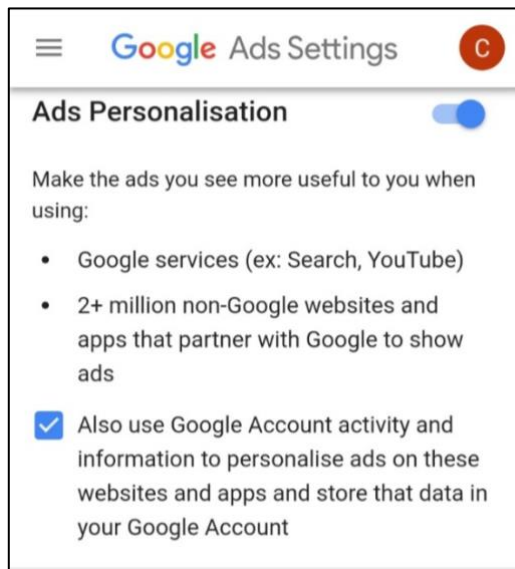 Google Ads Settings
C
Ads Personalisation
Make the ads you see more useful to you when
using:
• Google services (ex: Search, YouTube)
• 2+ million non-Google websites and
apps that partner with Google to show
ads
Also use Google Account activity and
information to personalise ads on these
websites and apps and store that data in
your Google Account